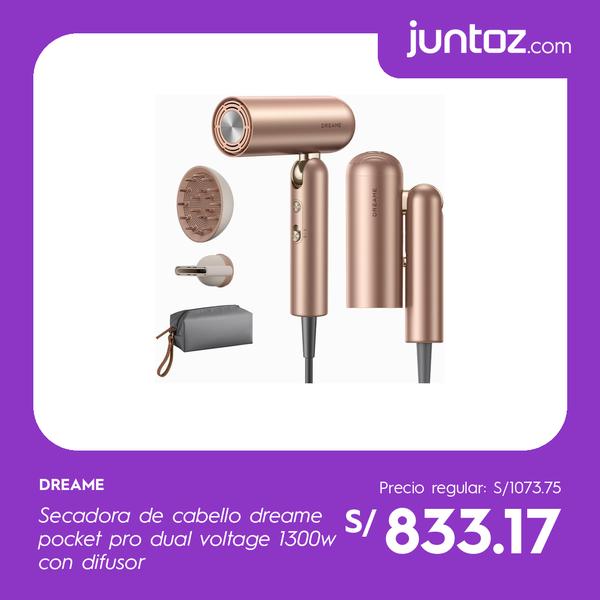 juntoz.com
DREAME
DREAME
DREAME
Precio regular: S/1073.75
Secadora de cabello dreame
pocket pro dual voltage 1300w
con difusor
S/ 833.17